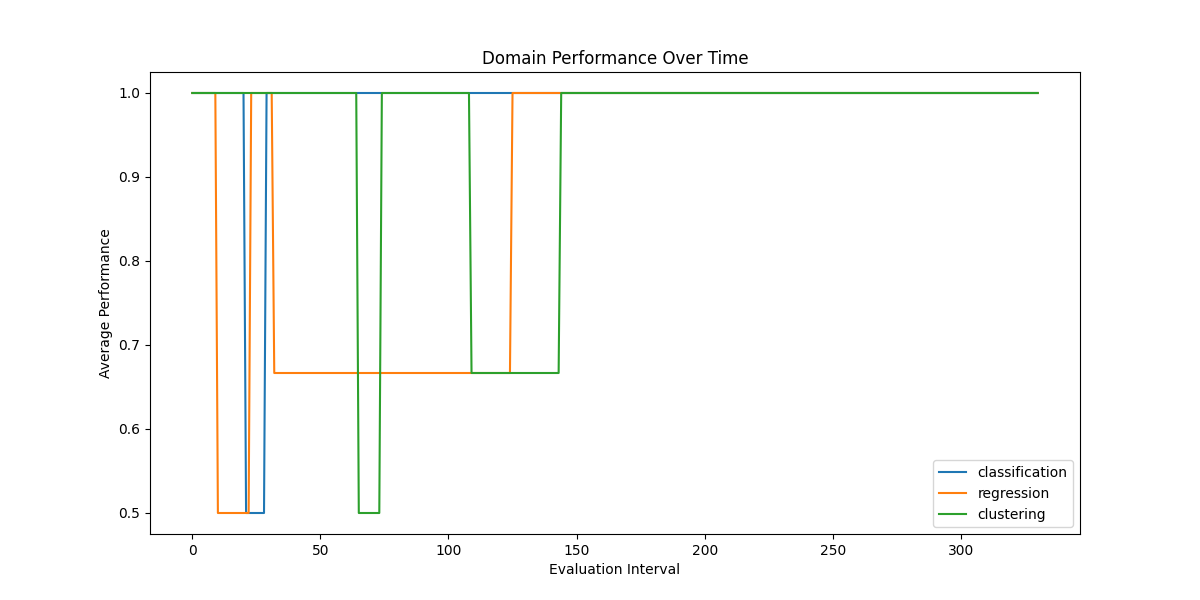 Domain Performance Over Time
Average Performance
1.0
0.9
0.8
0.7
0.6
0.5
classification
regression
clustering
0 50 100 150 200 250 300
Evaluation Interval